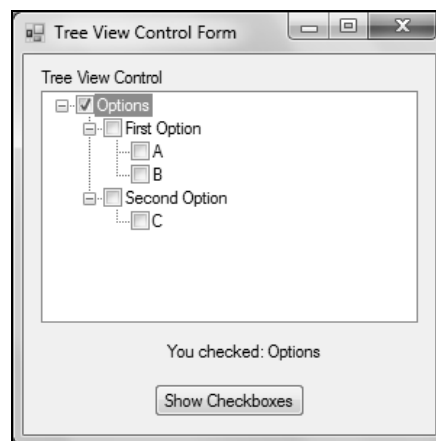 Tree View Control Form
Tree View Control
Options
First Option
A
B
Second Option
C
You checked: Options
Show Checkboxes